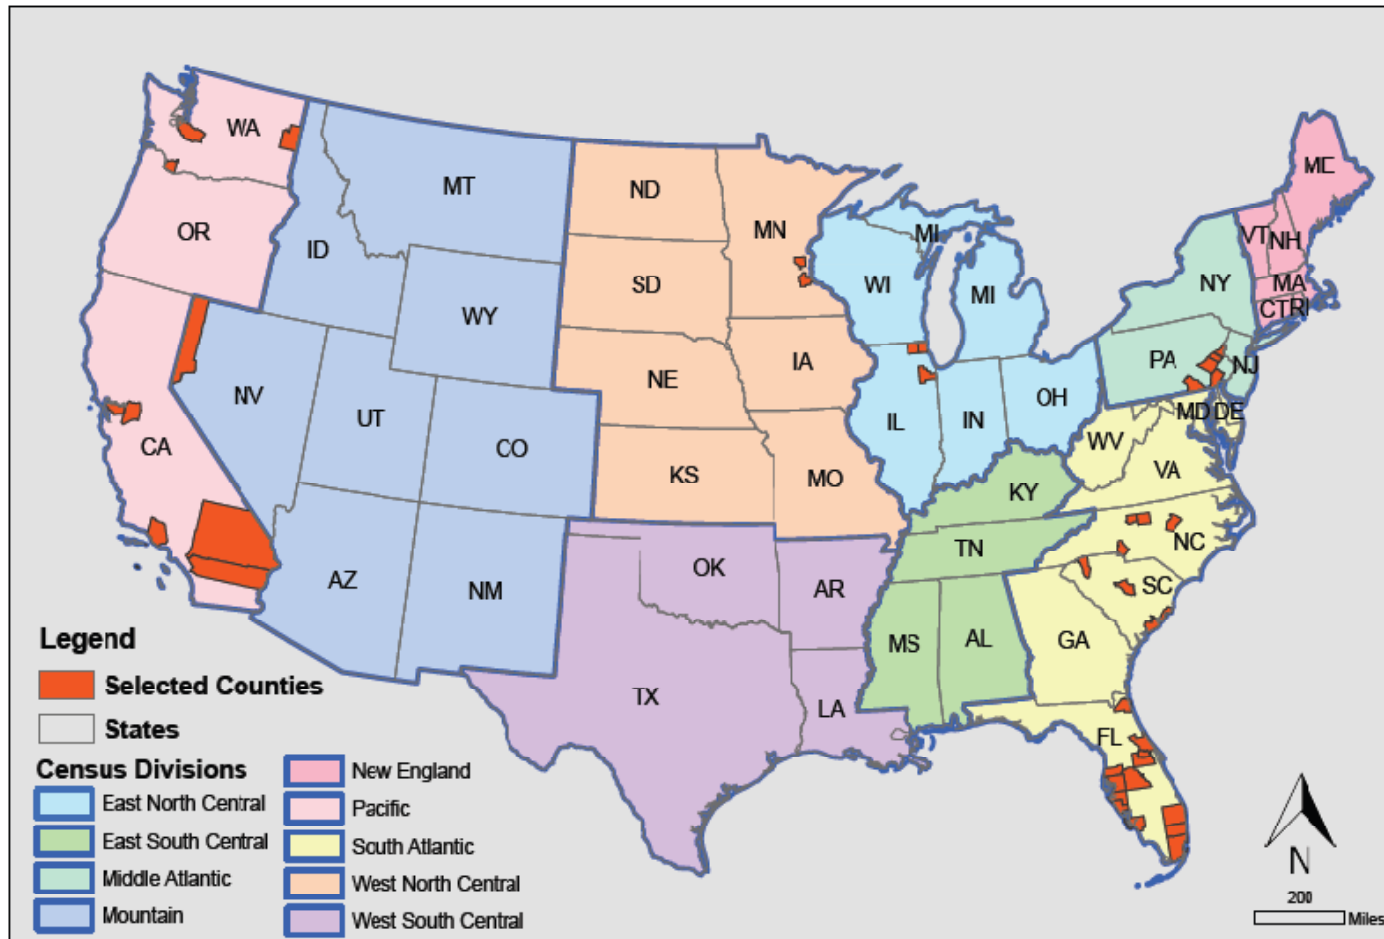 WA
MT
ND
MN
ME
OR
ID
SD
WI
MI
MI
VT
NH
NY
MA
CT
RI
WY
IA
PA
NJ
NV
UT
CO
NE
IL
IN
OH
MD
DE
WV
VA
CA
KS
MO
KY
NC
TN
AZ
NM
OK
AR
SC
MS
AL
GA
TX
LA
FL
Legend
Selected Counties
States
Census Divisions
East North Central
East South Central
Middle Atlantic
Mountain
New England
Pacific
South Atlantic
West North Central
West South Central
N
200
Miles